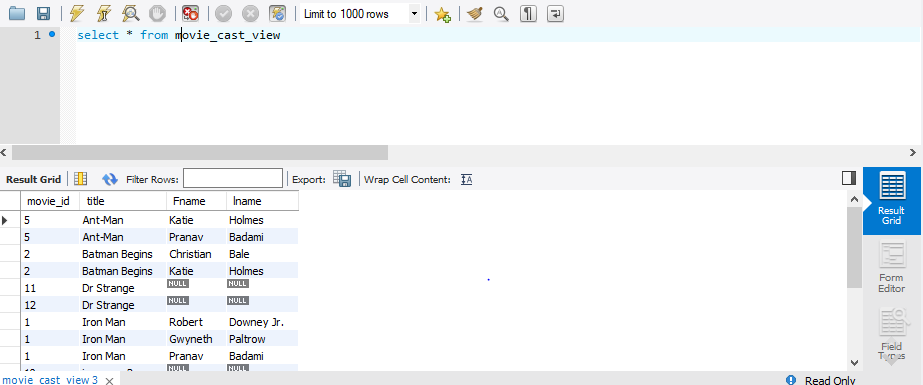 Limit to 1000 rows
1 select * from movie_cast_view
Result Grid Filter Rows: Export: Wrap Cell Content: IA
movie_id title Fname lname
5 Ant-Man Katie Holmes
5 Ant-Man Pranav Badami
2 Batman Begins Christian Bale
2 Batman Begins Katie Holmes
11 Dr Strange NULL NULL
12 Dr Strange NULL NULL
1 Iron Man Robert Downey Jr.
1 Iron Man Gwyneth Paltrow
1 Iron Man Pranav Badami
NULL NULL
Result
Grid
Form
Editor
Field
Types
movie_cast_view 3
Read Only